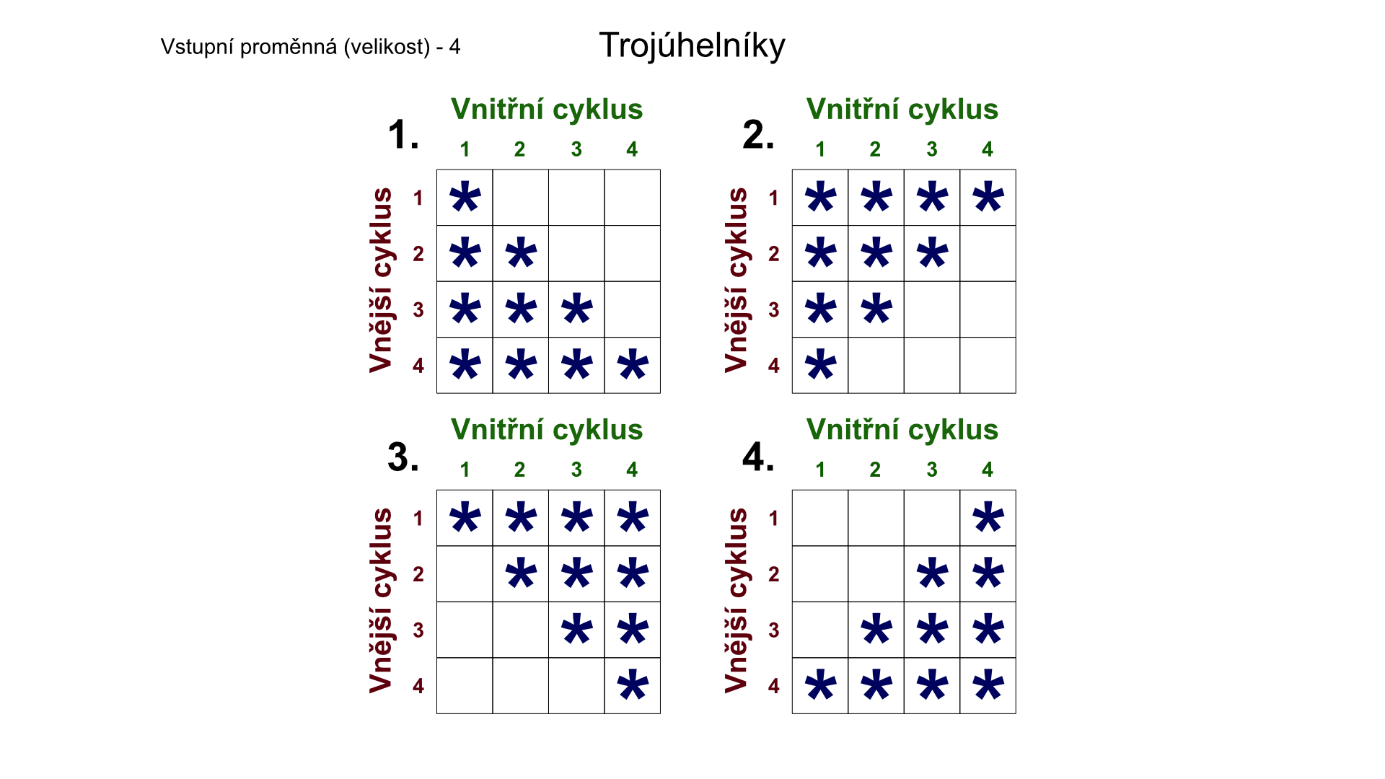 Vstupní proměnná (velikost) - 4
Trojúhelníky
1.
Vnitřní cyklus
1 2 3 4
Vnější cyklus
1 *
2 * *
3 * * *
4 * * * *
2.
Vnitřní cyklus
1 2 3 4
Vnější cyklus
1 * * * *
2 * * *
3 * *
4 *
3.
Vnitřní cyklus
1 2 3 4
Vnější cyklus
1 * * * *
2 * * *
3 * *
4 *
4.
Vnitřní cyklus
1 2 3 4
Vnější cyklus
1 *
2 * *
3 * * *
4 * * * *